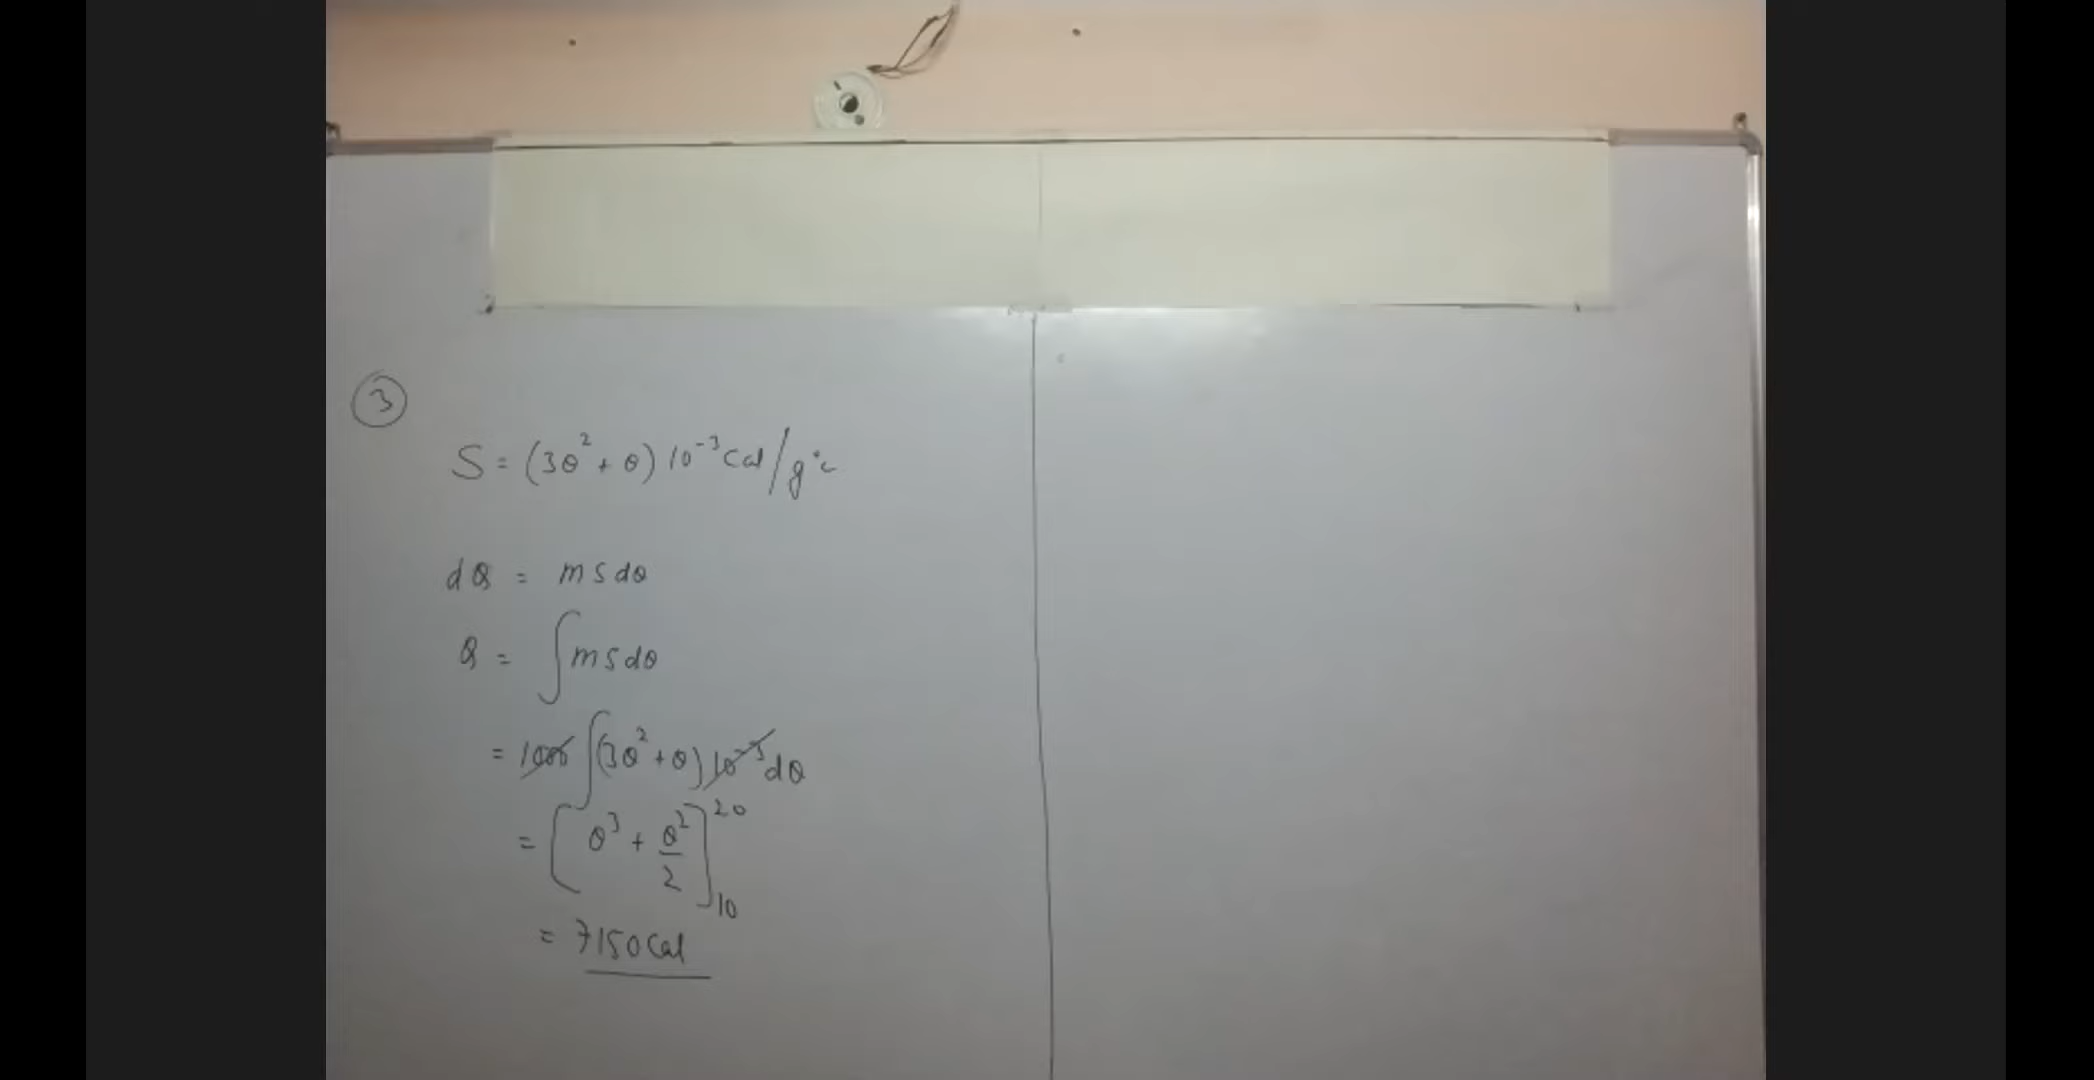 3
S = (3θ² + θ) 10⁻³ Cal/g°c
dQ = msdθ
Q = ∫msdθ
= 1000 ∫(3θ² + θ) 10⁻³ dθ
= [θ³ + θ²/2]₁₀²⁰
= 7150 Cal